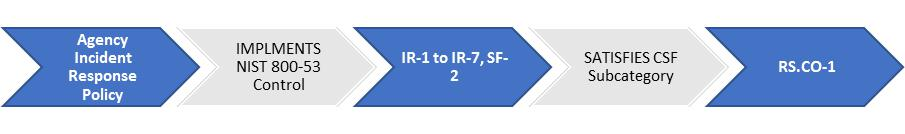 Agency
Incident
Response
Policy
IMPLMENTS
NIST 800-53
Control
IR-1 to IR-7, SF-
2
SATISFIES CSF
Subcategory
RS.CO-1